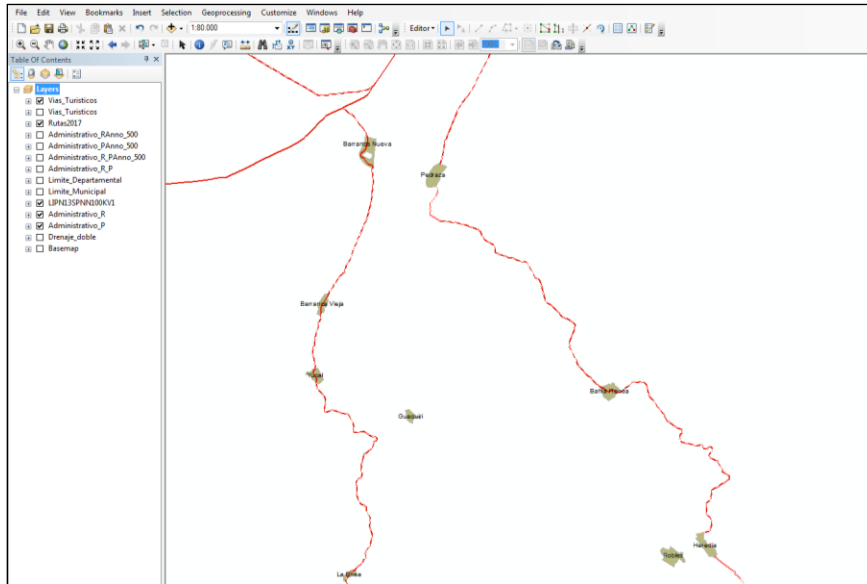 File Edit View Bookmarks Insert Selection Geoprocessing Customize Windows Help
1:80.000 Editor
Table Of Contents
Layers
Vias_Turisticos
Vias_Turisticos
Rutas2017
Administrativo_RAnno_500
Administrativo_PAnno_500
Administrativo_R_PAnno_500
Administrativo_R_P
Limite_Departamental
Limite_Municipal
LIPN13SPNN100KV1
Administrativo_R
Administrativo_P
Drenaje_doble
Basemap
Barranca Nueva
Pedraza
Barranca Vieja
Bahia Honda
Robles
Heredia